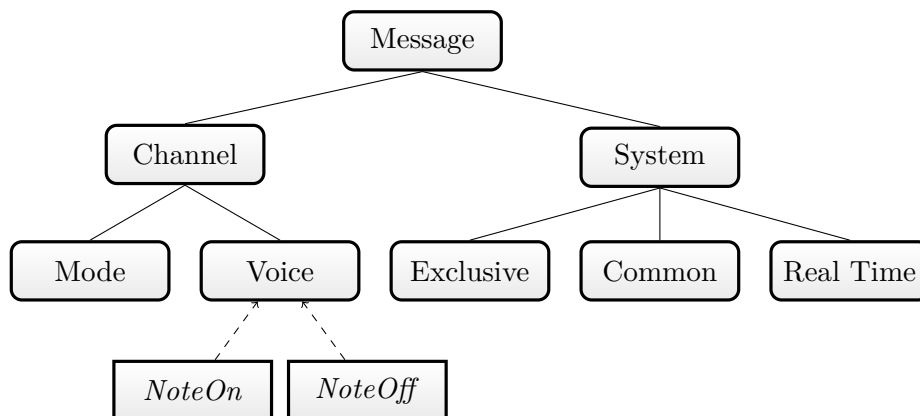 Message
Channel
System
Mode
Voice
Exclusive
Common
Real Time
NoteOn
NoteOff